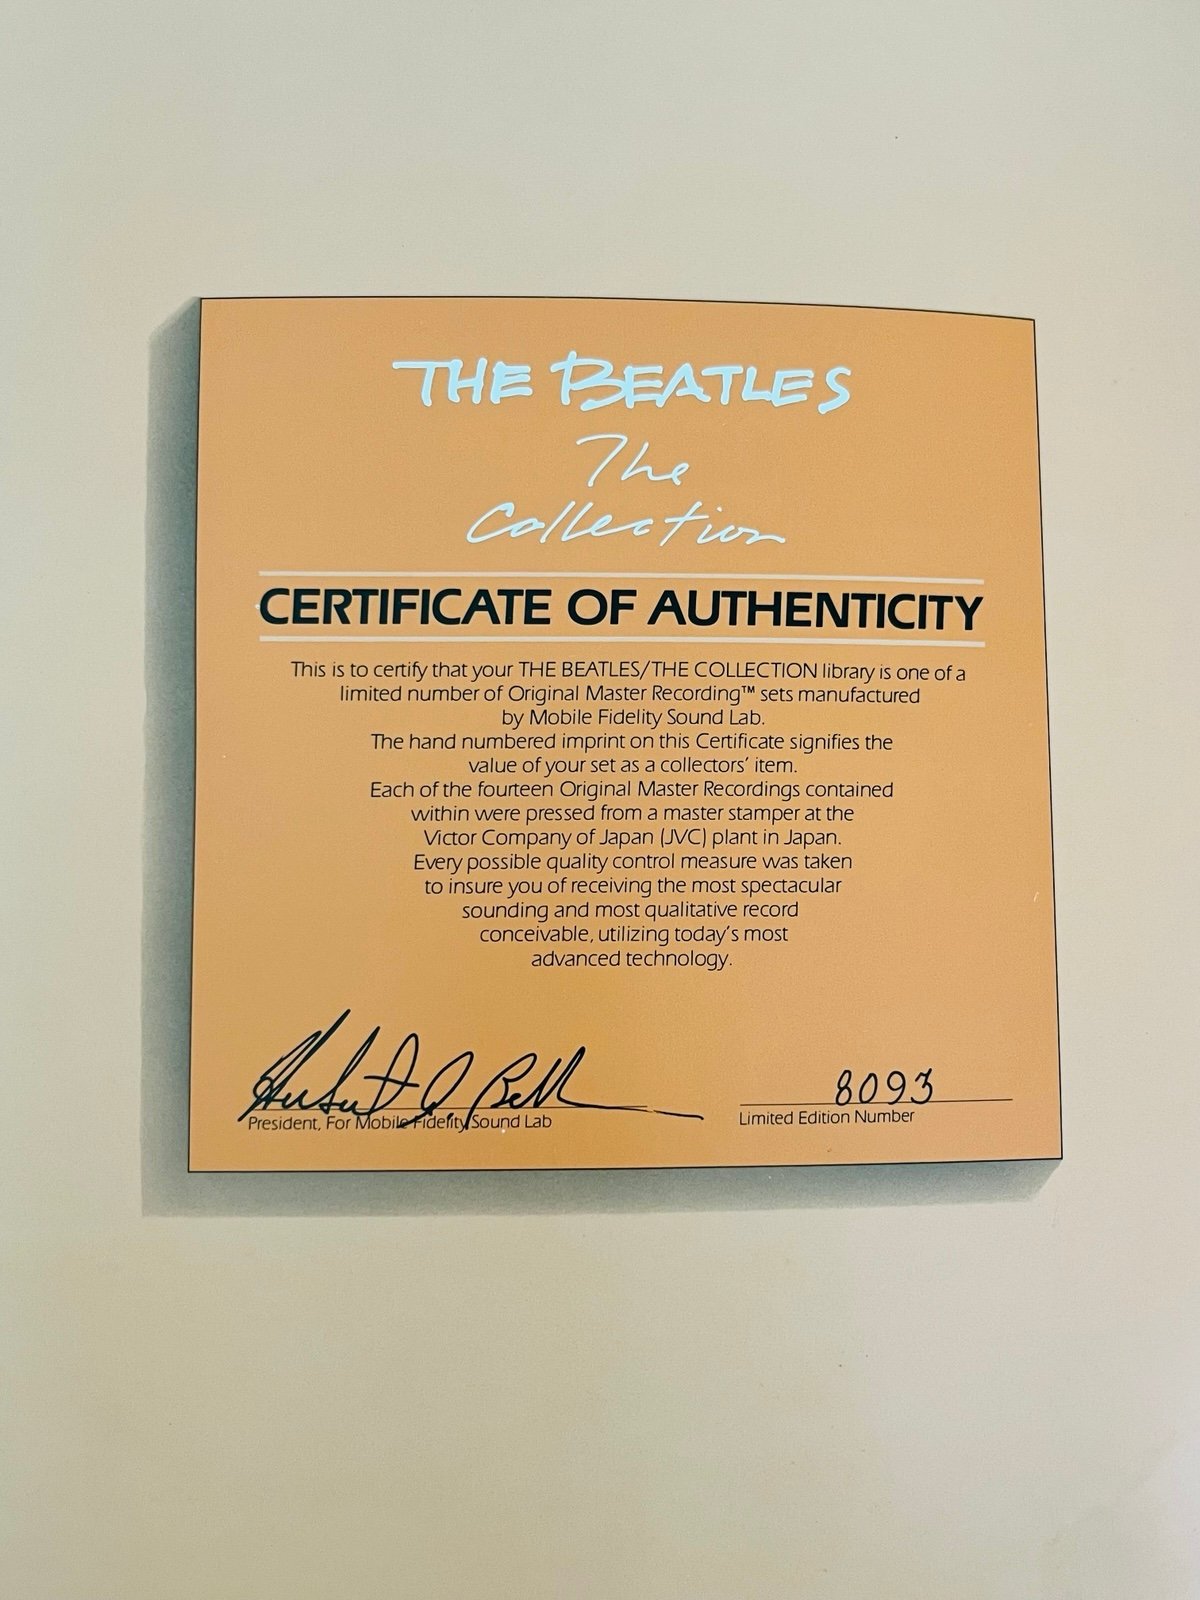 THE BEATLES
The
Collection
CERTIFICATE OF AUTHENTICITY
This is to certify that your THE BEATLES/THE COLLECTION library is one of a
limited number of Original Master Recording™ sets manufactured
by Mobile Fidelity Sound Lab.
The hand numbered imprint on this Certificate signifies the
value of your set as a collectors' item.
Each of the fourteen Original Master Recordings contained
within were pressed from a master stamper at the
Victor Company of Japan (JVC) plant in Japan.
Every possible quality control measure was taken
to insure you of receiving the most spectacular
sounding and most qualitative record
conceivable, utilizing today's most
advanced technology.
8093
President, For Mobile Fidelity Sound Lab
Limited Edition Number